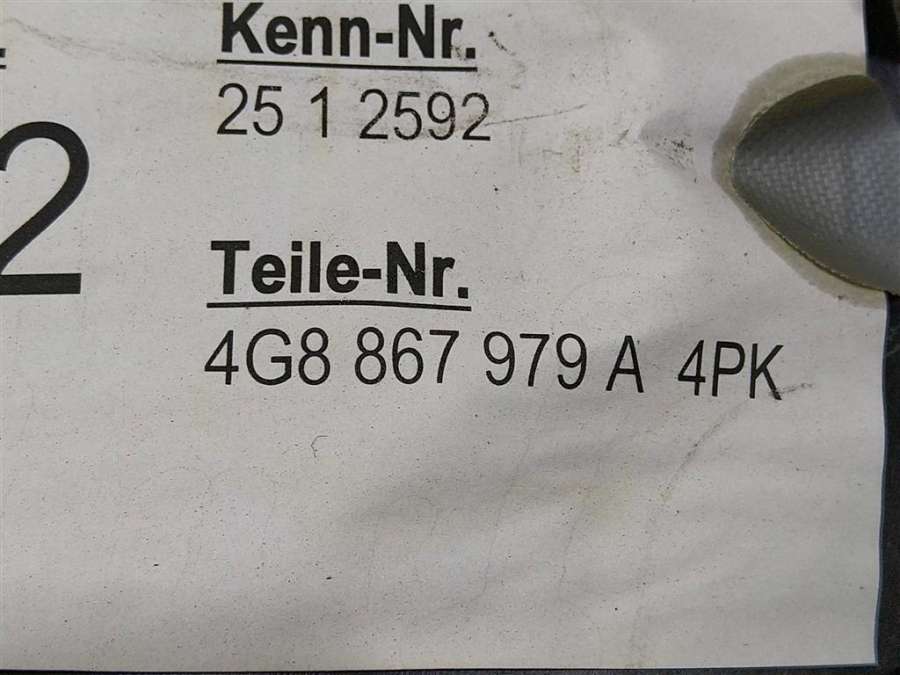 Kenn-Nr.
25 1 2592
2
Teile-Nr.
4G8 867 979 A 4PK